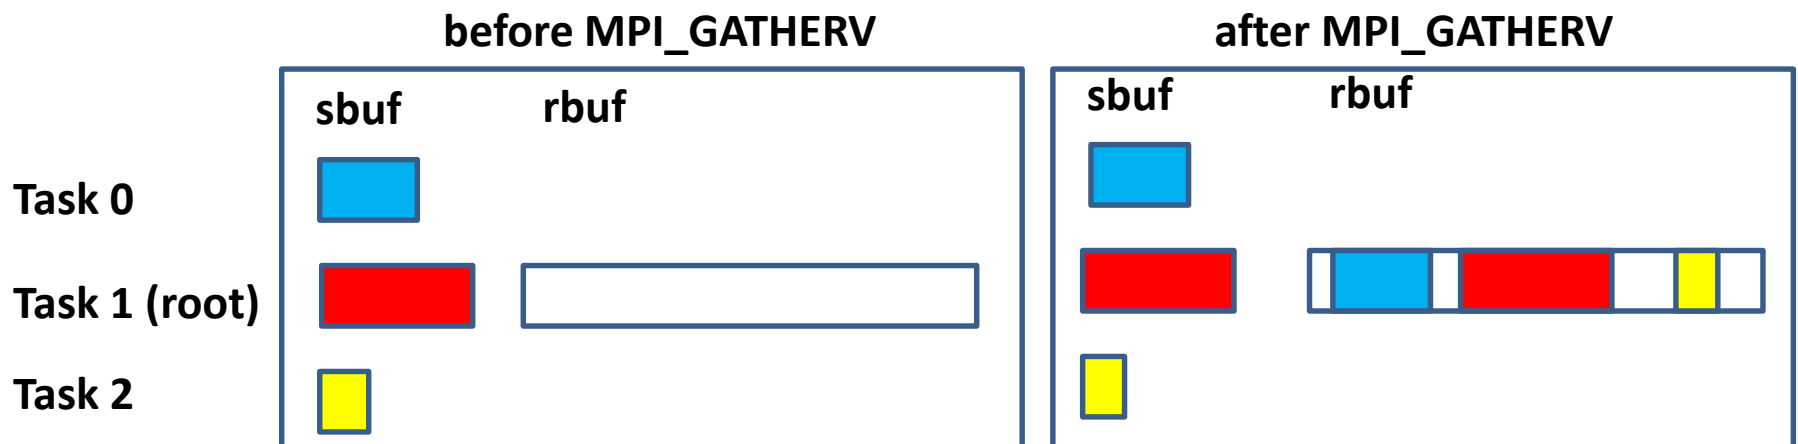 before MPI_GATHERV
after MPI_GATHERV
sbuf
rbuf
sbuf
rbuf
Task 0
Task 1 (root)
Task 2